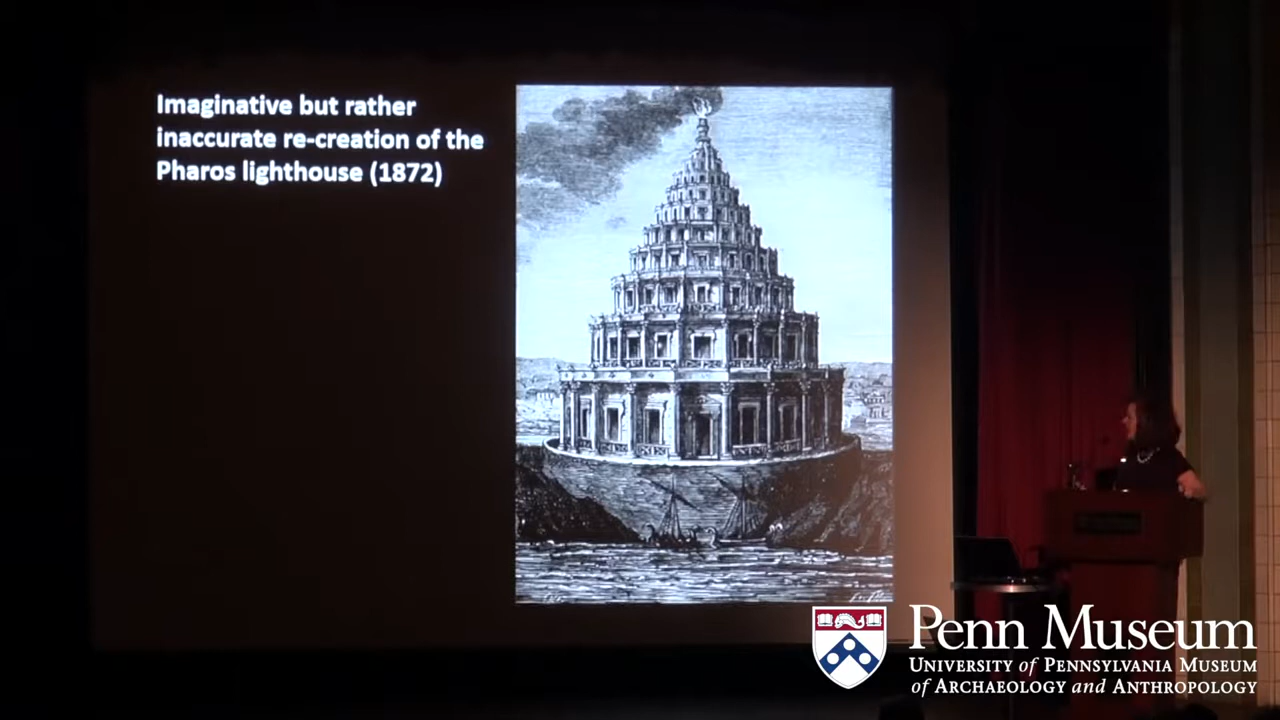 Imaginative but rather
inaccurate re-creation of the
Pharos lighthouse (1872)
Penn Museum
UNIVERSITY of PENNSYLVANIA MUSEUM
of ARCHAEOLOGY and ANTHROPOLOGY